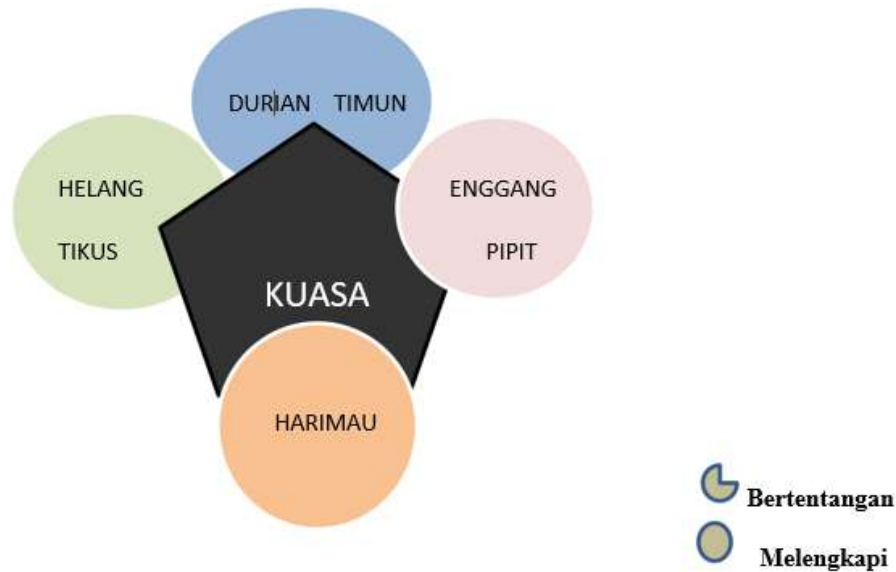 DURIAN TIMUN
HELANG
TIKUS
ENGGANG
PIPIT
KUASA
HARIMAU
Bertentangan
Melengkapi